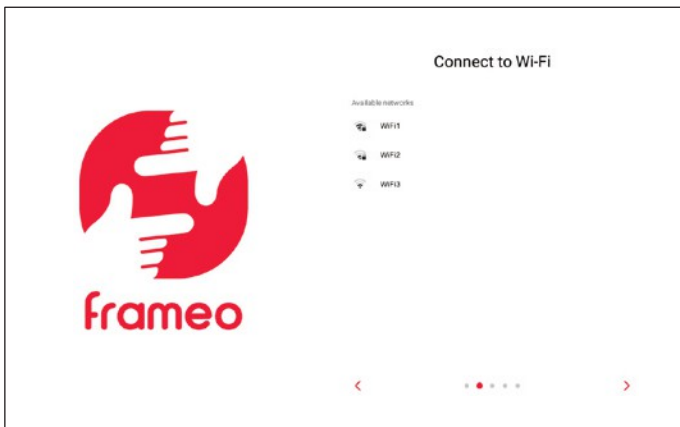 Connect to Wi-Fi
Available networks
WiFi1
WiFi2
WiFi3
frameo